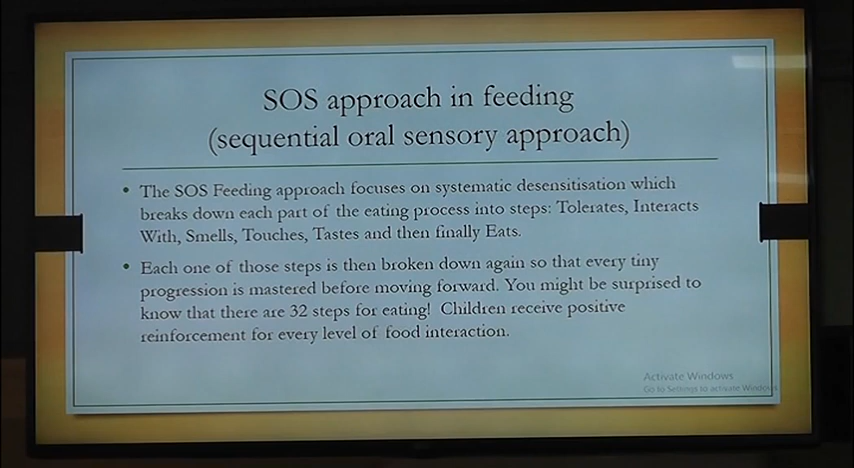 SOS approach in feeding
(sequential oral sensory approach)
• The SOS Feeding approach focuses on systematic desensitisation which
breaks down each part of the eating process into steps: Tolerates, Interacts
With, Smells, Touches, Tastes and then finally Eats.
• Each one of those steps is then broken down again so that every tiny
progression is mastered before moving forward. You might be surprised to
know that there are 32 steps for eating! Children receive positive
reinforcement for every level of food interaction.
Activate Windows
Go to Settings to activate Windows